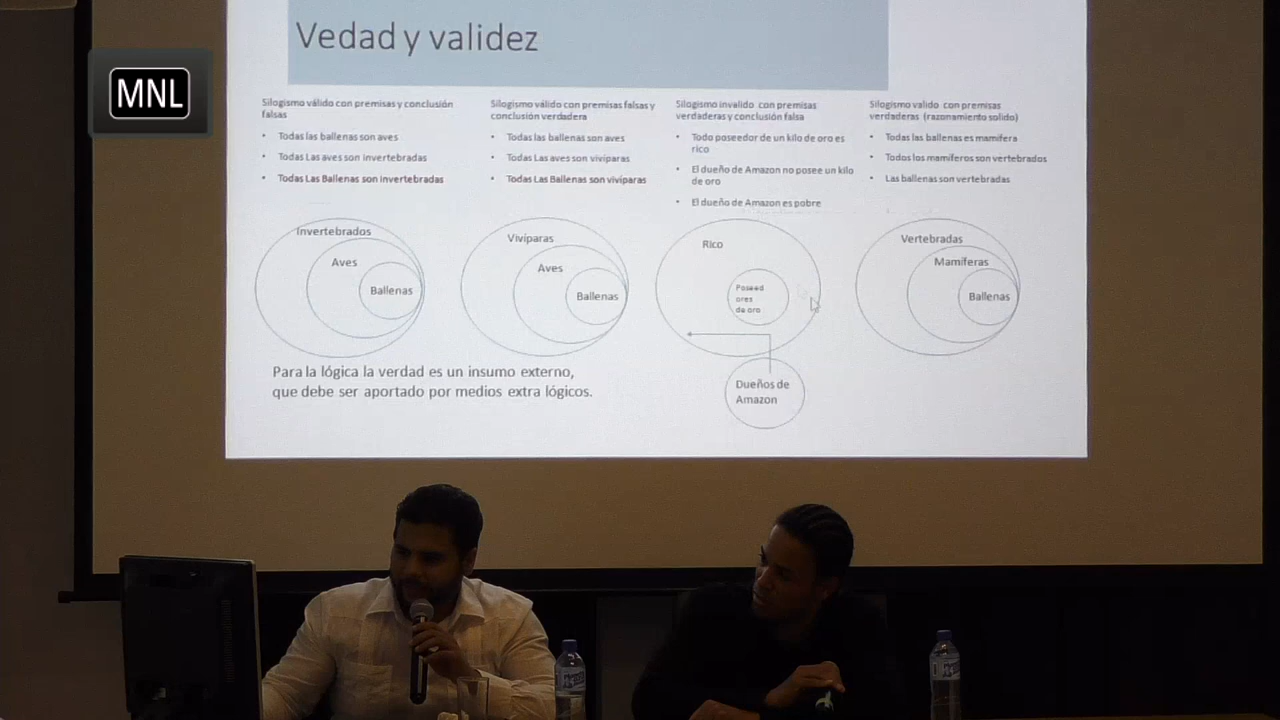 MNL
Vedad y validez
Silogismo válido con premisas y conclusión
falsas
• Todas las ballenas son aves
• Todas Las aves son invertebradas
• Todas Las Ballenas son invertebradas
Silogismo válido con premisas falsas y
conclusión verdadera
• Todas las ballenas son aves
• Todas Las aves son vivíparas
• Todas Las Ballenas son vivíparas
Silogismo invalido con premisas
verdaderas y conclusión falsa
• Todo poseedor de un kilo de oro es
rico
• El dueño de Amazon no posee un kilo
de oro
• El dueño de Amazon es pobre
Silogismo valido con premisas
verdaderas (razonamiento solido)
• Todas las ballenas es mamífera
• Todos los mamíferos son vertebrados
• Las ballenas son vertebradas
Invertebrados
Aves
Ballenas
Vivíparas
Aves
Ballenas
Rico
Poseed
ores
de oro
Dueños de
Amazon
Vertebradas
Mamíferas
Ballenas
Para la lógica la verdad es un insumo externo,
que debe ser aportado por medios extra lógicos.